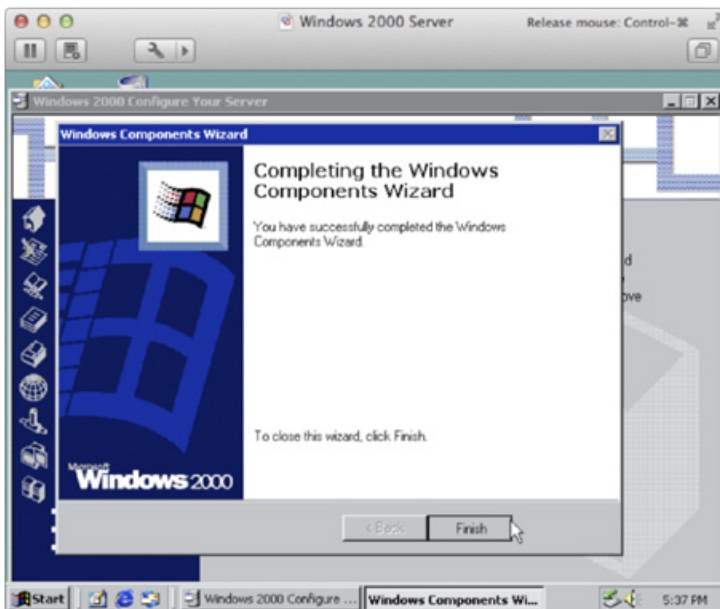 Windows 2000 Server
Release mouse: Control-⌘
Windows 2000 Configure Your Server
Windows Components Wizard
Completing the Windows
Components Wizard
You have successfully completed the Windows
Components Wizard.
To close this wizard, click Finish.
Microsoft
Windows 2000
< Back
Finish
Start
Windows 2000 Configure ...
Windows Components Wi...
5:37 PM